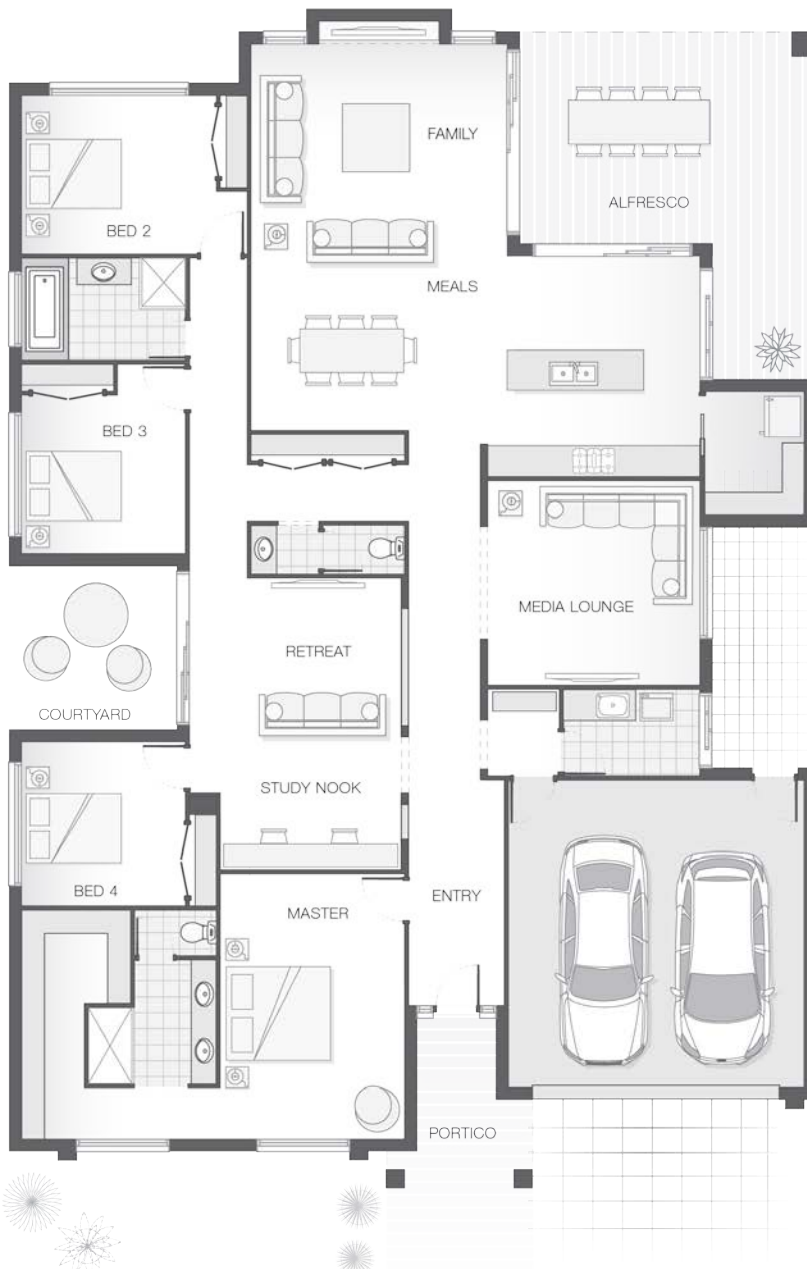 FAMILY
ALFRESCO
BED 2
MEALS
BED 3
MEDIA LOUNGE
RETREAT
COURTYARD
STUDY NOOK
BED 4
ENTRY
MASTER
PORTICO